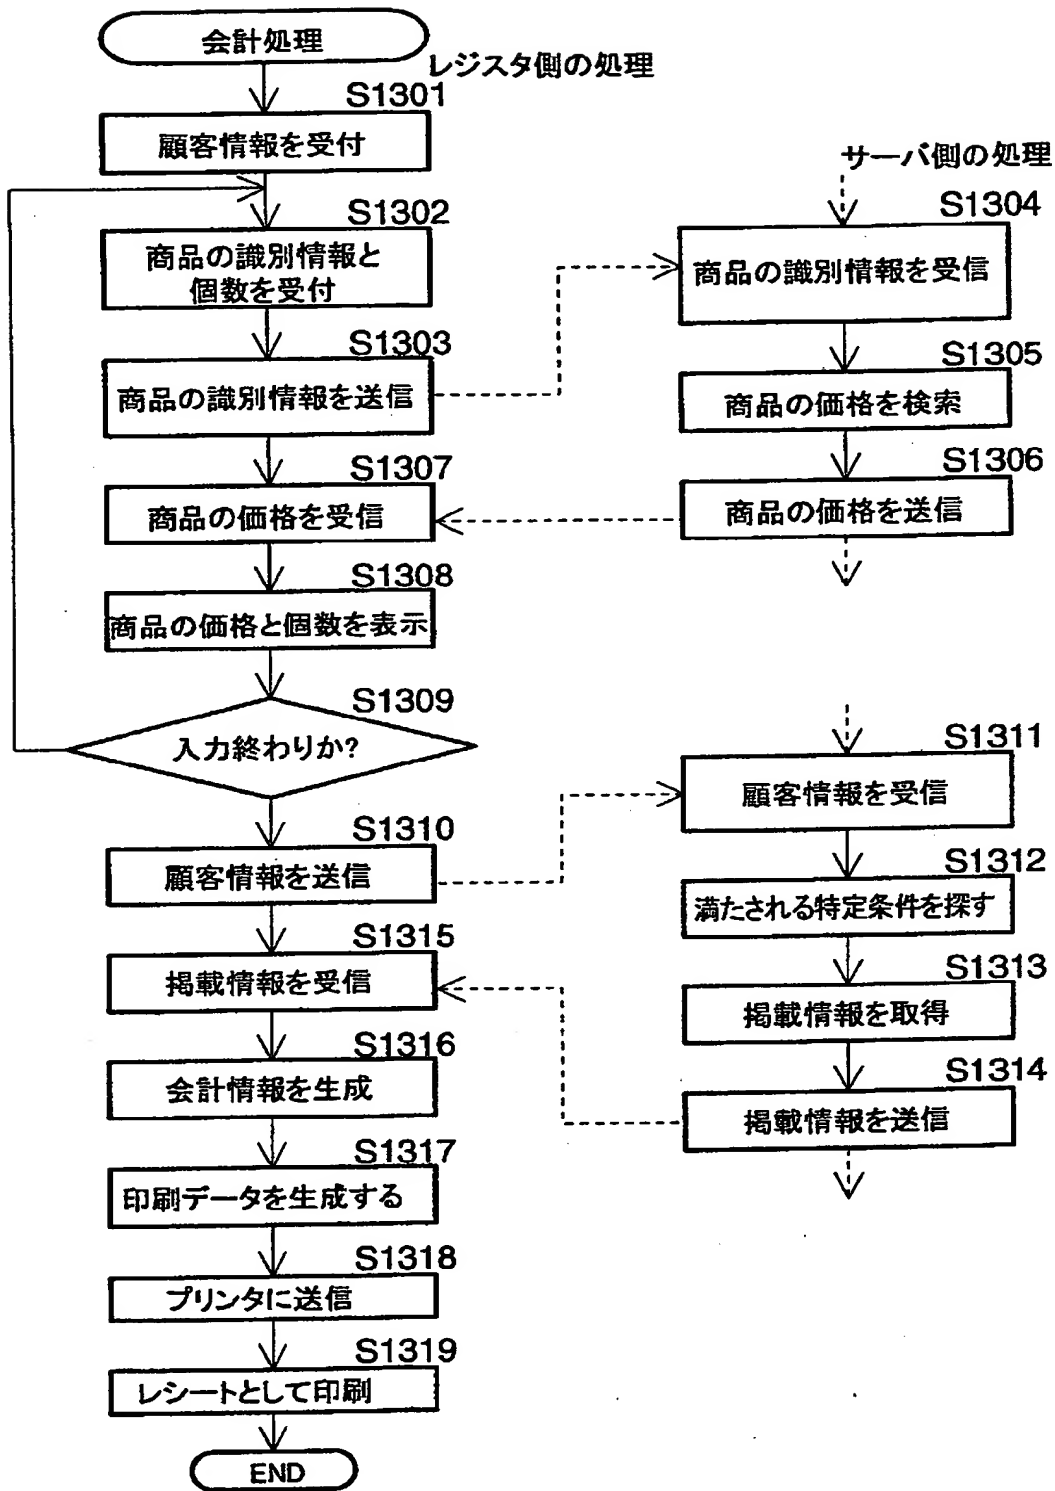 会計処理
レジスタ側の処理
S1301
顧客情報を受付
S1302
商品の識別情報と
個数を受付
S1303
商品の識別情報を送信
サーバ側の処理
S1304
商品の識別情報を受信
S1305
商品の価格を検索
S1306
商品の価格を送信
S1307
商品の価格を受信
S1308
商品の価格と個数を表示
S1309
入力終わりか?
S1310
顧客情報を送信
S1311
顧客情報を受信
S1312
満たされる特定条件を探す
S1313
掲載情報を取得
S1314
掲載情報を送信
S1315
掲載情報を受信
S1316
会計情報を生成
S1317
印刷データを生成する
S1318
プリンタに送信
S1319
レシートとして印刷
END